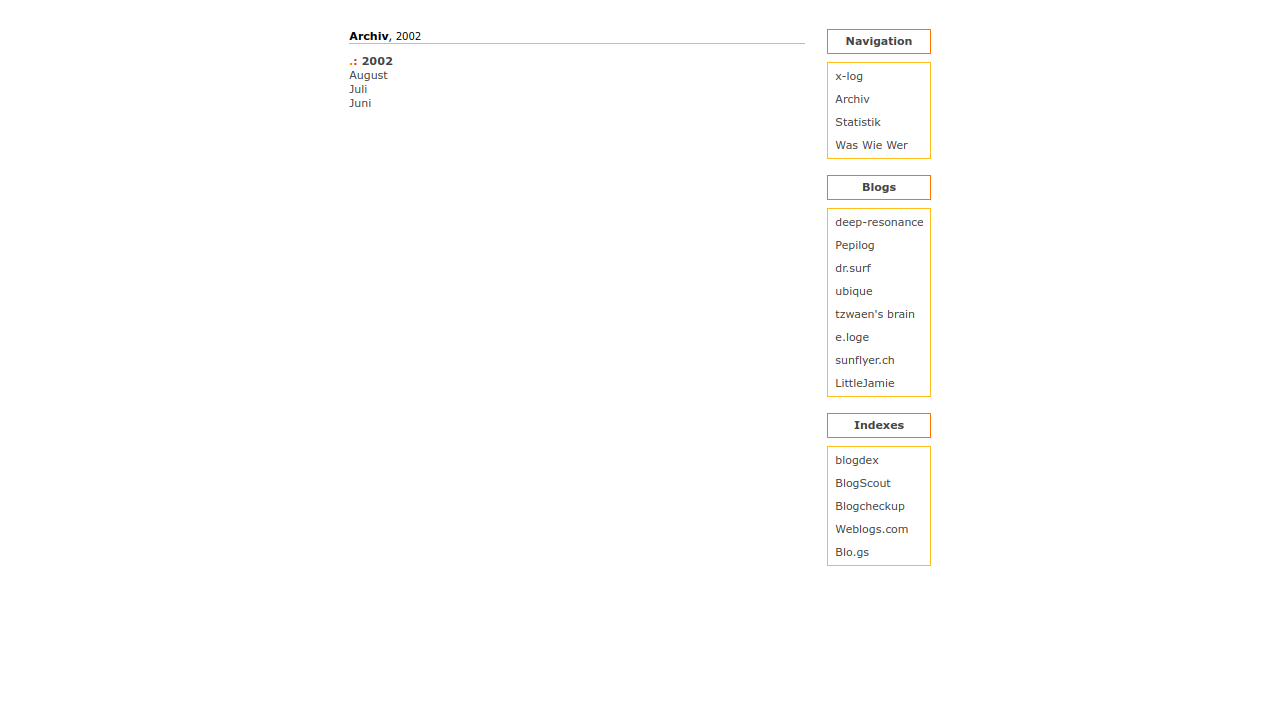 Archiv, 2002
.: 2002
August
Juli
Juni
Navigation
x-log
Archiv
Statistik
Was Wie Wer
Blogs
deep-resonance
Pepilog
dr.surf
ubique
tzwaen's brain
e.loge
sunflyer.ch
LittleJamie
Indexes
blogdex
BlogScout
Blogcheckup
Weblogs.com
Blo.gs